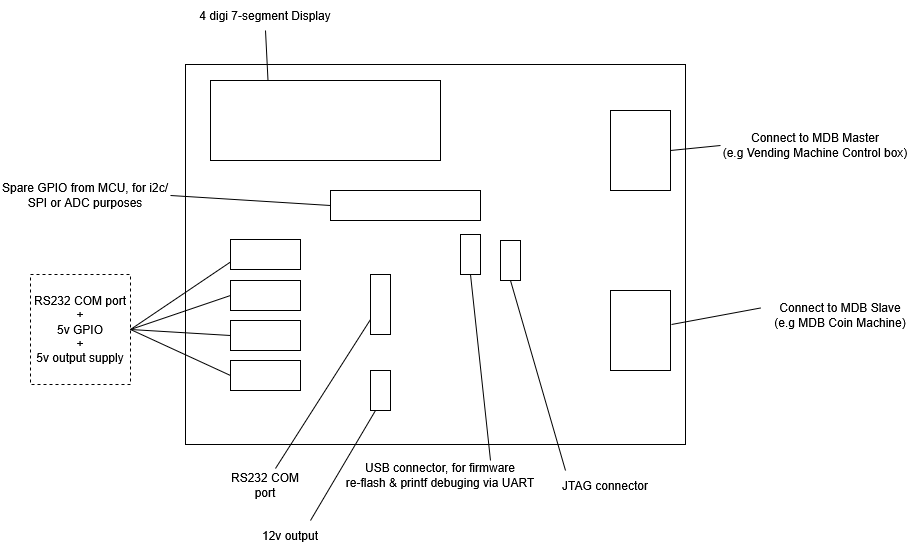 4 digi 7-segment Display
Connect to MDB Master
(e.g Vending Machine Control box)
Spare GPIO from MCU, for i2c/
SPI or ADC purposes
RS232 COM port
+
5v GPIO
+
5v output supply
Connect to MDB Slave
(e.g MDB Coin Machine)
RS232 COM
port
USB connector, for firmware
re-flash & printf debuging via UART
JTAG connector
12v output